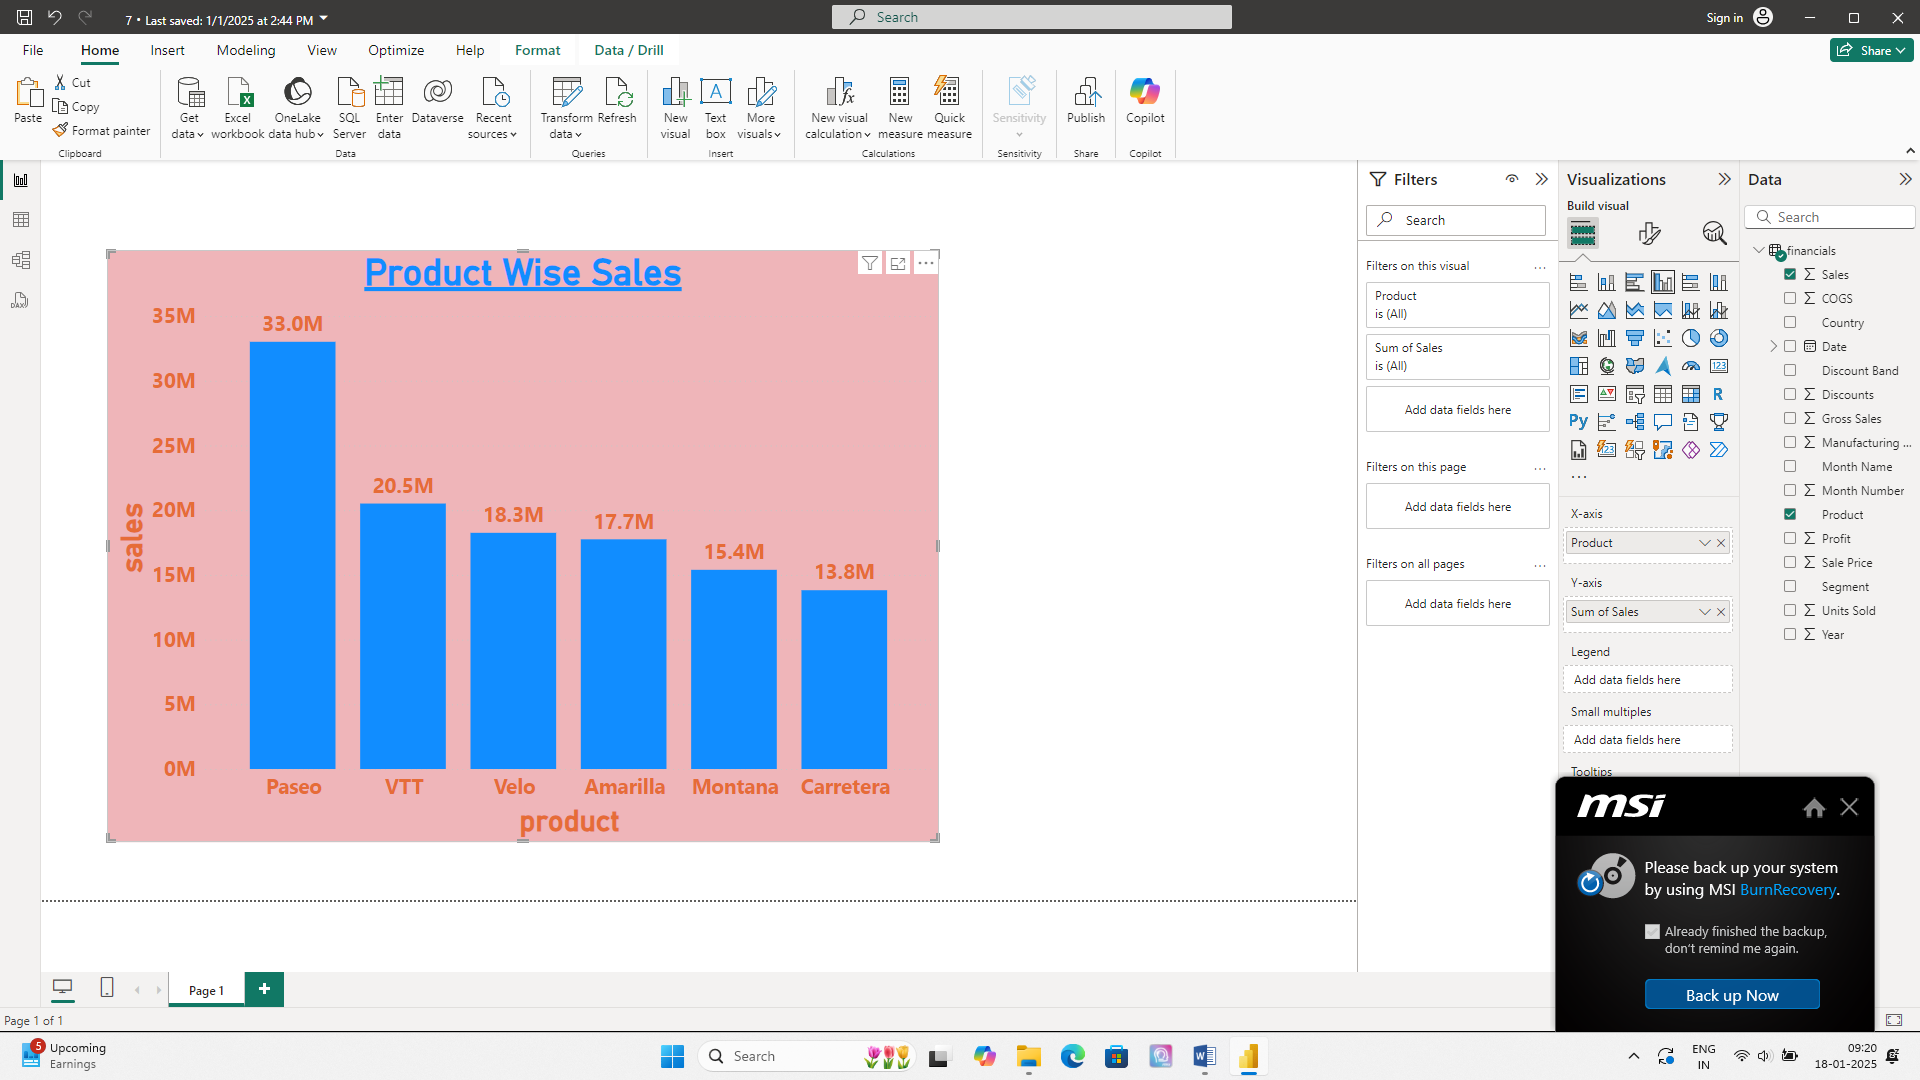 7 • Last saved: 1/1/2025 at 2:44 PM
Search
Sign in
File
Home
Insert
Modeling
View
Optimize
Help
Format
Data / Drill
Share
Paste
Cut
Copy
Format painter
Clipboard
Get data
Excel workbook
OneLake data hub
SQL Server
Enter data
Dataverse
Recent sources
Data
Transform data
Refresh
Queries
New visual
Text box
More visuals
Insert
New visual calculation
New measure
Quick measure
Calculations
Sensitivity
Sensitivity
Publish
Share
Copilot
Copilot
Product Wise Sales
35M
30M
25M
20M
15M
10M
5M
0M
sales
33.0M
20.5M
18.3M
17.7M
15.4M
13.8M
Paseo
VTT
Velo
Amarilla
Montana
Carretera
product
Filters
Search
Filters on this visual
Product
is (All)
Sum of Sales
is (All)
Add data fields here
Filters on this page
Add data fields here
Filters on all pages
Add data fields here
Visualizations
Build visual
123
R
Py
123
X-axis
Product
Y-axis
Sum of Sales
Legend
Add data fields here
Small multiples
Add data fields here
Tooltips
Data
Search
financials
Sales
COGS
Country
Date
Discount Band
Discounts
Gross Sales
Manufacturing ...
Month Name
Month Number
Product
Profit
Sale Price
Segment
Units Sold
Year
msi
Please back up your system
by using MSI BurnRecovery.
Already finished the backup,
don't remind me again.
Back up Now
Page 1
Page 1 of 1
5
Upcoming
Earnings
Search
ENG
IN
09:20
18-01-2025